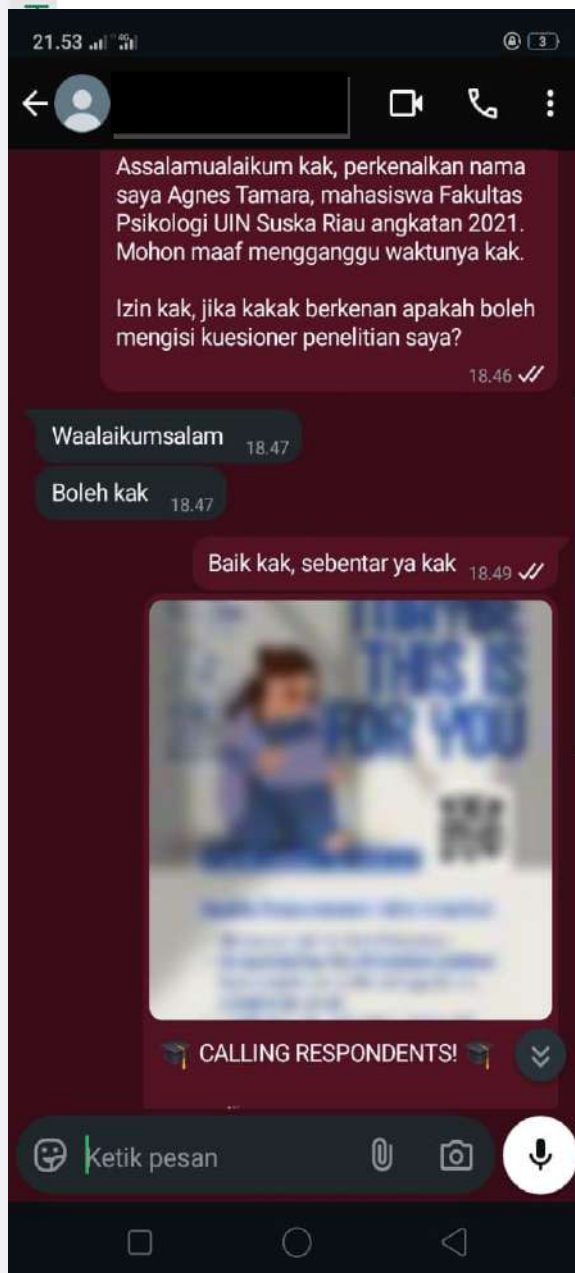 21.53
3
Assalamualaikum kak, perkenalkan nama
saya Agnes Tamara, mahasiswa Fakultas
Psikologi UIN Suska Riau angkatan 2021.
Mohon maaf mengganggu waktunya kak.
Izin kak, jika kakak berkenan apakah boleh
mengisi kuesioner penelitian saya?
18.46
Waalaikumsalam 18.47
Boleh kak 18.47
Baik kak, sebentar ya kak 18.49
THIS IS
FOR YOU
🎓 CALLING RESPONDENTS! 🎓
Ketik pesan